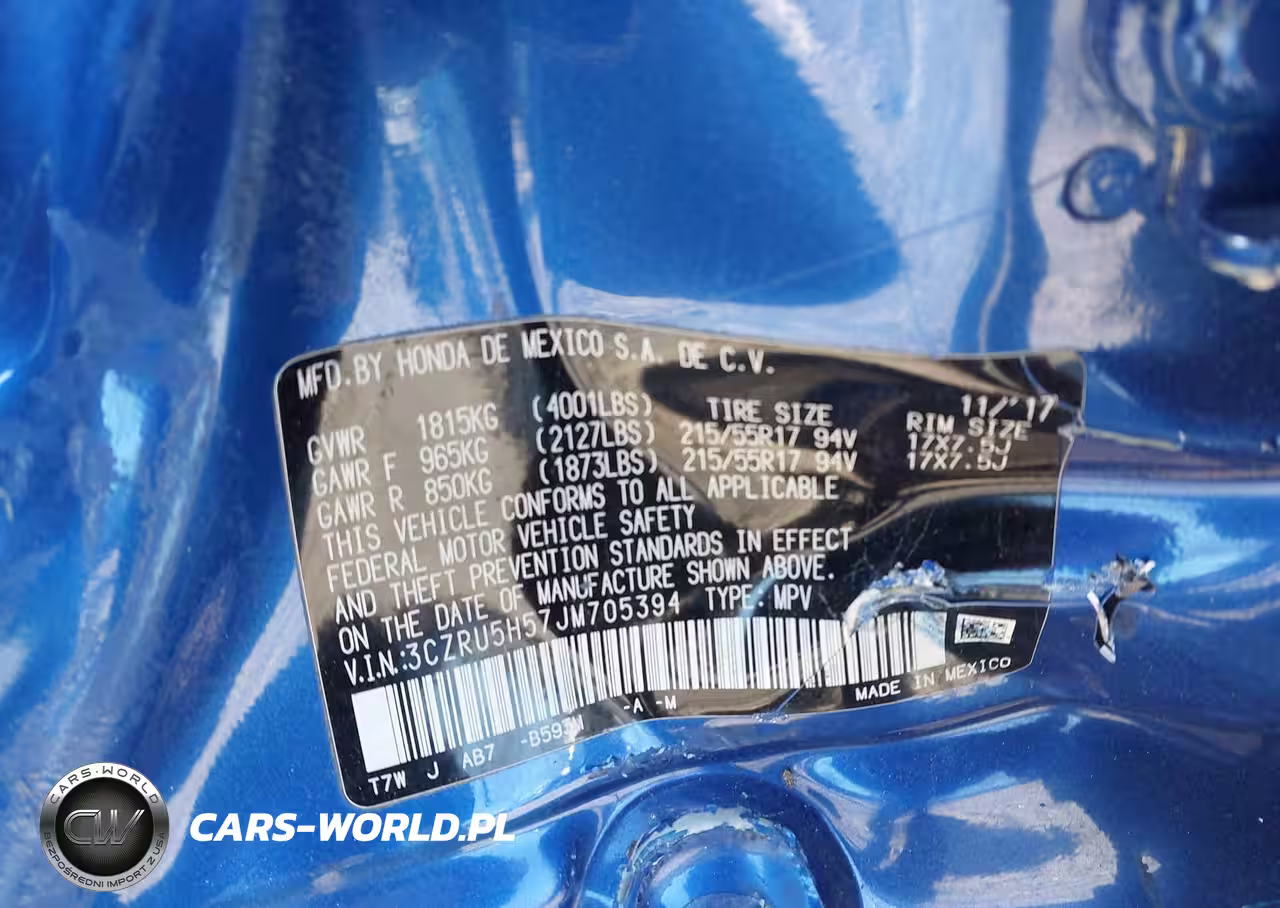 MFD.BY HONDA DE MEXICO S.A. DE C.V.
11/'17
GVWR 1815KG (4001LBS) TIRE SIZE RIM SIZE
GAWR F 965KG (2127LBS) 215/55R17 94V 17X7.5J
GAWR R 850KG (1873LBS) 215/55R17 94V 17X7.5J
THIS VEHICLE CONFORMS TO ALL APPLICABLE
FEDERAL MOTOR VEHICLE SAFETY
AND THEFT PREVENTION STANDARDS IN EFFECT
ON THE DATE OF MANUFACTURE SHOWN ABOVE.
V.I.N.:3CZRU5H57JM705394 TYPE: MPV
MADE IN MEXICO
T7W J AB7 -B593M -A -M
CARS-WORLD
CW
BEZPOŚREDNI IMPORT Z USA
CARS-WORLD.PL